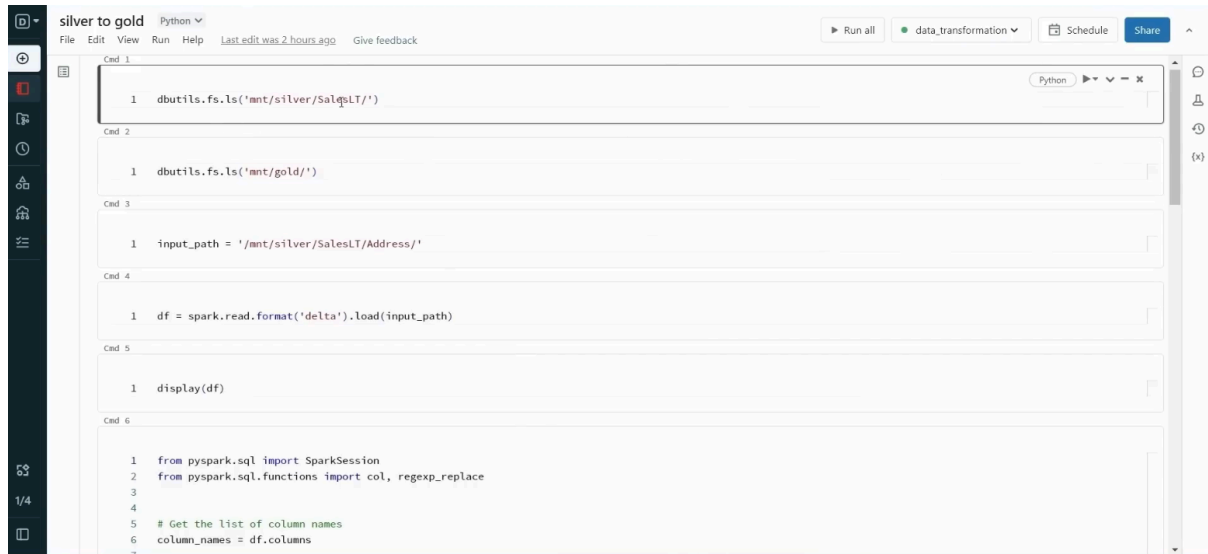 silver to gold Python
File Edit View Run Help Last edit was 2 hours ago Give feedback
Run all data_transformation Schedule Share
Cmd 1
Python
1 dbutils.fs.ls('mnt/silver/SalesLT/')
Cmd 2
1 dbutils.fs.ls('mnt/gold/')
Cmd 3
1 input_path = '/mnt/silver/SalesLT/Address/'
Cmd 4
1 df = spark.read.format('delta').load(input_path)
Cmd 5
1 display(df)
Cmd 6
1 from pyspark.sql import SparkSession
2 from pyspark.sql.functions import col, regexp_replace
3
4
5 # Get the list of column names
6 column_names = df.columns
D
{x}
1/4